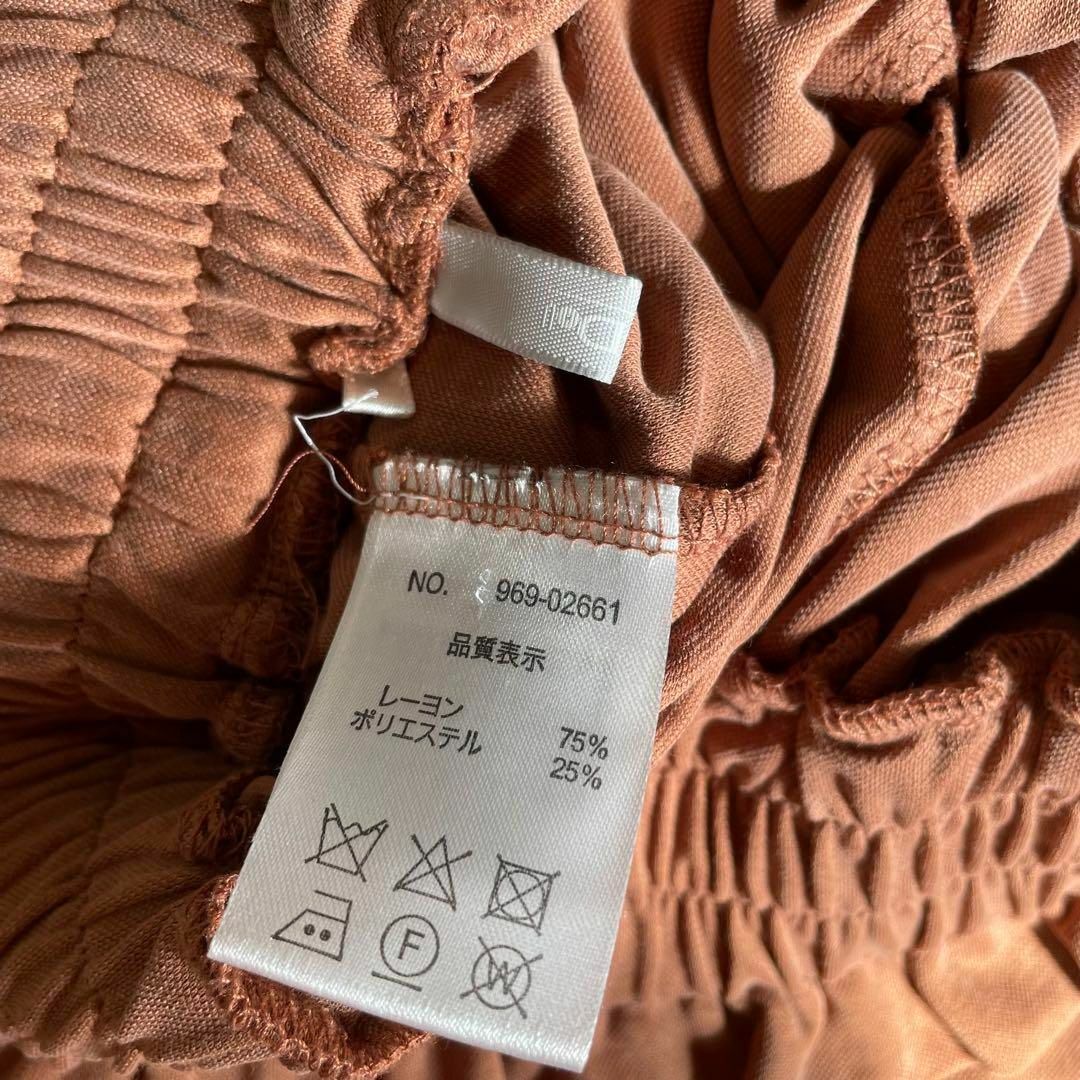 NO. 969-02661
品質表示
レーヨン 75%
ポリエステル 25%
F
W